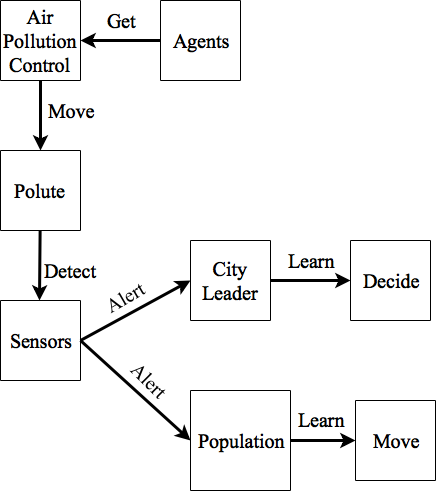 Air
Pollution
Control
Get
Agents
Move
Polute
Detect
Sensors
Alert
City
Leader
Learn
Decide
Alert
Population
Learn
Move